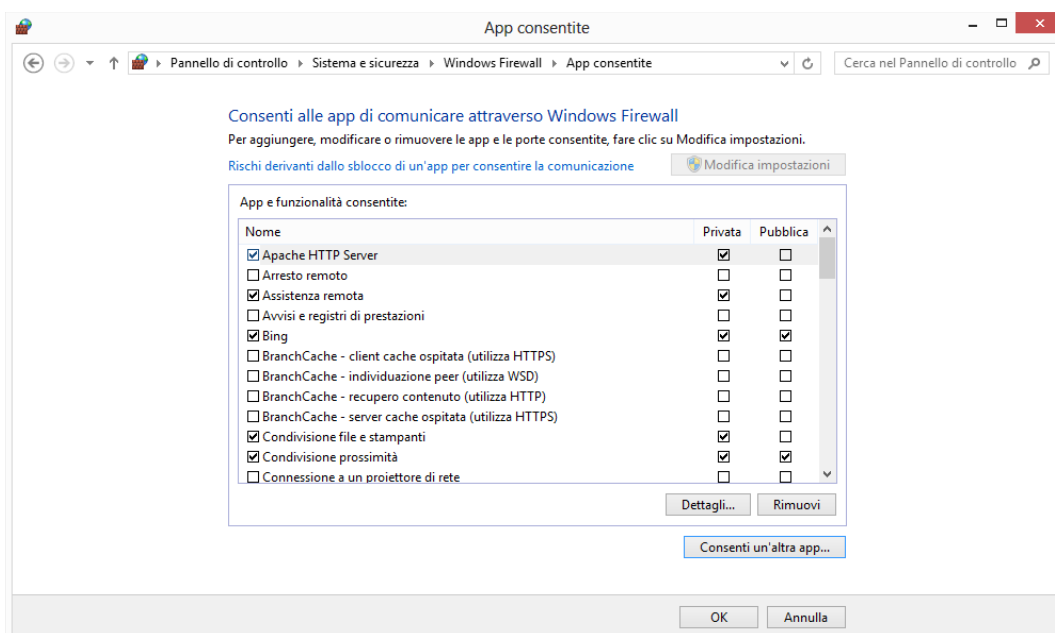 App consentite
Pannello di controllo Sistema e sicurezza Windows Firewall App consentite Cerca nel Pannello di controllo
Consenti alle app di comunicare attraverso Windows Firewall
Per aggiungere, modificare o rimuovere le app e le porte consentite, fare clic su Modifica impostazioni.
Rischi derivanti dallo sblocco di un'app per consentire la comunicazione Modifica impostazioni
App e funzionalità consentite:
Nome Privata Pubblica
Apache HTTP Server
Arresto remoto
Assistenza remota
Avvisi e registri di prestazioni
Bing
BranchCache - client cache ospitata (utilizza HTTPS)
BranchCache - individuazione peer (utilizza WSD)
BranchCache - recupero contenuto (utilizza HTTP)
BranchCache - server cache ospitata (utilizza HTTPS)
Condivisione file e stampanti
Condivisione prossimità
Connessione a un proiettore di rete
Dettagli... Rimuovi
Consenti un'altra app...
OK Annulla